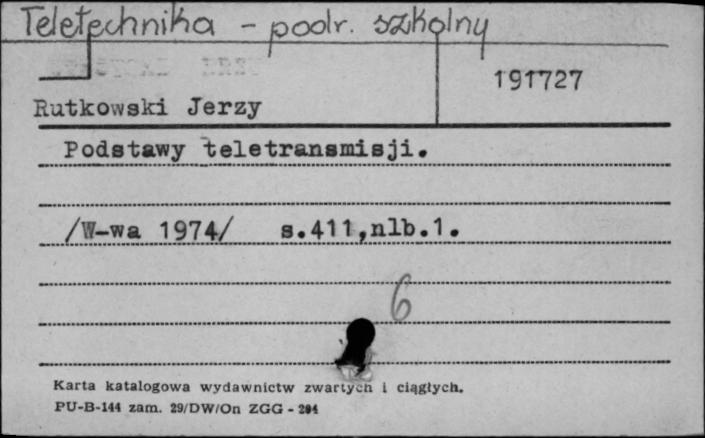 Teletechnika - podr. szkolny
191727
Rutkowski Jerzy
Podstawy teletransmisji.
/W-wa 1974/ s.411,nlb.1.
6
Karta katalogowa wydawnictw zwartych i ciągłych.
PU-B-144 zam. 29/DW/On ZGG - 294